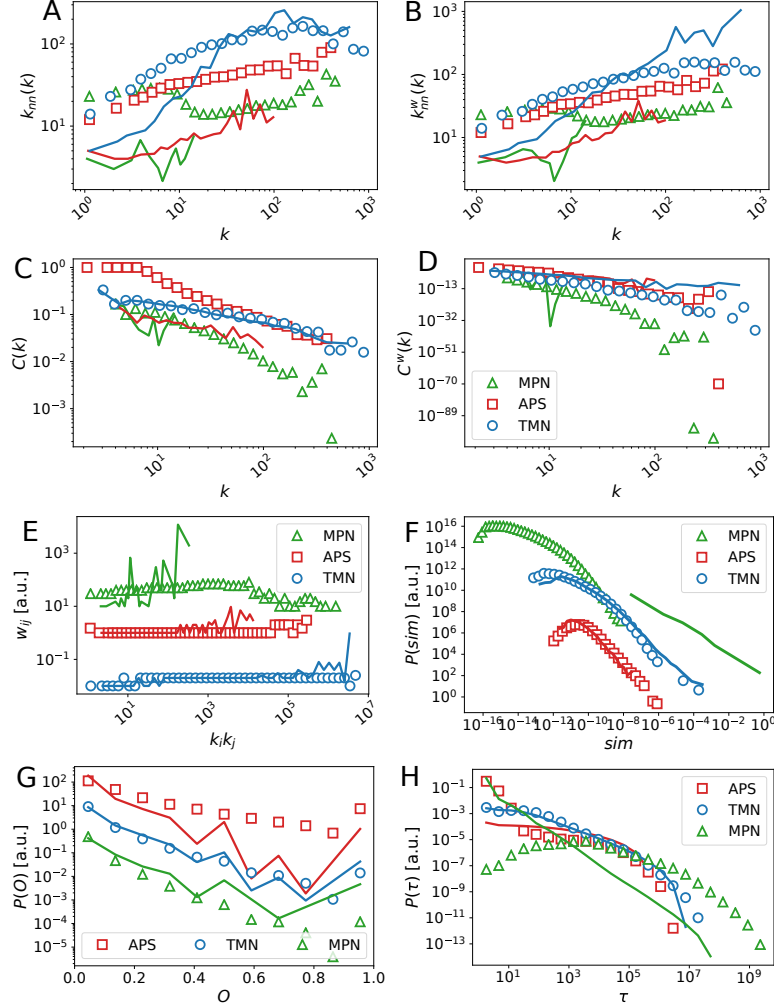 A
10^2
10^1
k_nn(k)
10^0
10^1
10^2
10^3
k
B
10^3
10^2
10^1
k^w_nn(k)
10^0
10^1
10^2
10^3
k
C
10^0
10^-1
10^-2
10^-3
C(k)
10^1
10^2
10^3
k
D
10^-13
10^-32
10^-51
10^-70
10^-89
C^w(k)
MPN
APS
TMN
10^1
10^2
10^3
k
E
10^3
10^1
10^-1
w_ij [a.u.]
MPN
APS
TMN
10^1
10^3
10^5
10^7
k_i k_j
F
10^16
10^14
10^12
10^10
10^8
10^6
10^4
10^2
10^0
P(sim) [a.u.]
MPN
APS
TMN
10^-16
10^-14
10^-12
10^-10
10^-8
10^-6
10^-4
10^-2
10^0
sim
G
10^2
10^1
10^0
10^-1
10^-2
10^-3
10^-4
10^-5
P(O) [a.u.]
APS
TMN
MPN
0.0
0.2
0.4
0.6
0.8
1.0
O
H
10^-1
10^-3
10^-5
10^-7
10^-9
10^-11
10^-13
P(τ) [a.u.]
APS
TMN
MPN
10^1
10^3
10^5
10^7
10^9
τ